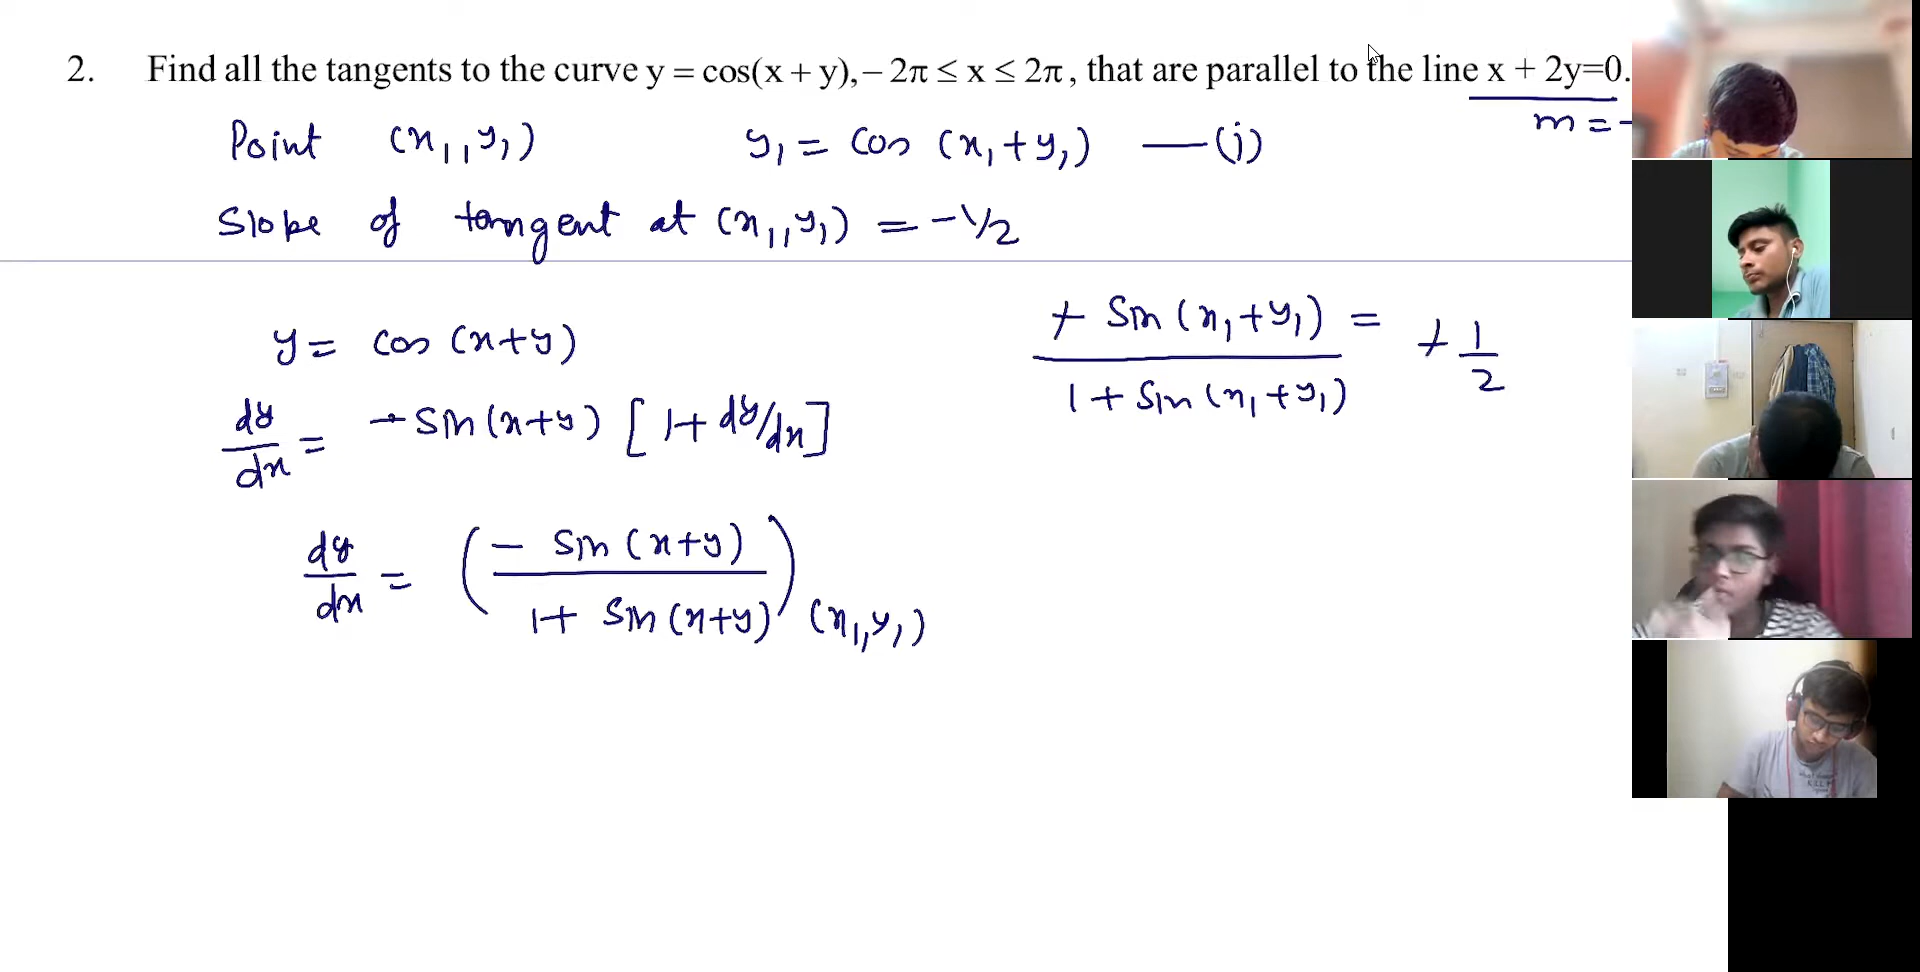 2. Find all the tangents to the curve y = cos(x + y), − 2π ≤ x ≤ 2π, that are parallel to the line x + 2y=0.
m = -
Point (x₁, y₁) y₁ = cos (x₁+y₁) —(i)
Slope of tangent at (x₁, y₁) = -1/2
y = cos (x+y)
dy/dx = -sin(x+y) [1+ dy/dx]
dy/dx = (- sin(x+y) / 1+ sin(x+y)) (x₁, y₁)
+ sin(x₁+y₁) / 1 + sin(x₁+y₁) = + 1/2